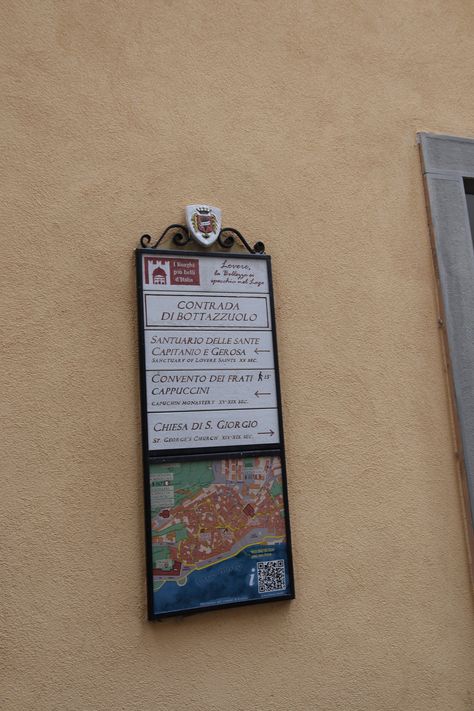 I Borghi
più belli
d'Italia
Lovere,
la Bellezza si
specchia nel Lago
CONTRADA
DI BOTTAZZUOLO
SANTUARIO DELLE SANTE
CAPITANIO E GEROSA
SANCTUARY OF LOVERE SAINTS XX SEC.
CONVENTO DEI FRATI 15'
CAPPUCCINI
CAPUCHIN MONASTERY XV-XIX SEC.
CHIESA DI S. GIORGIO
ST. GEORGE'S CHURCH XIV-XIX SEC.
i